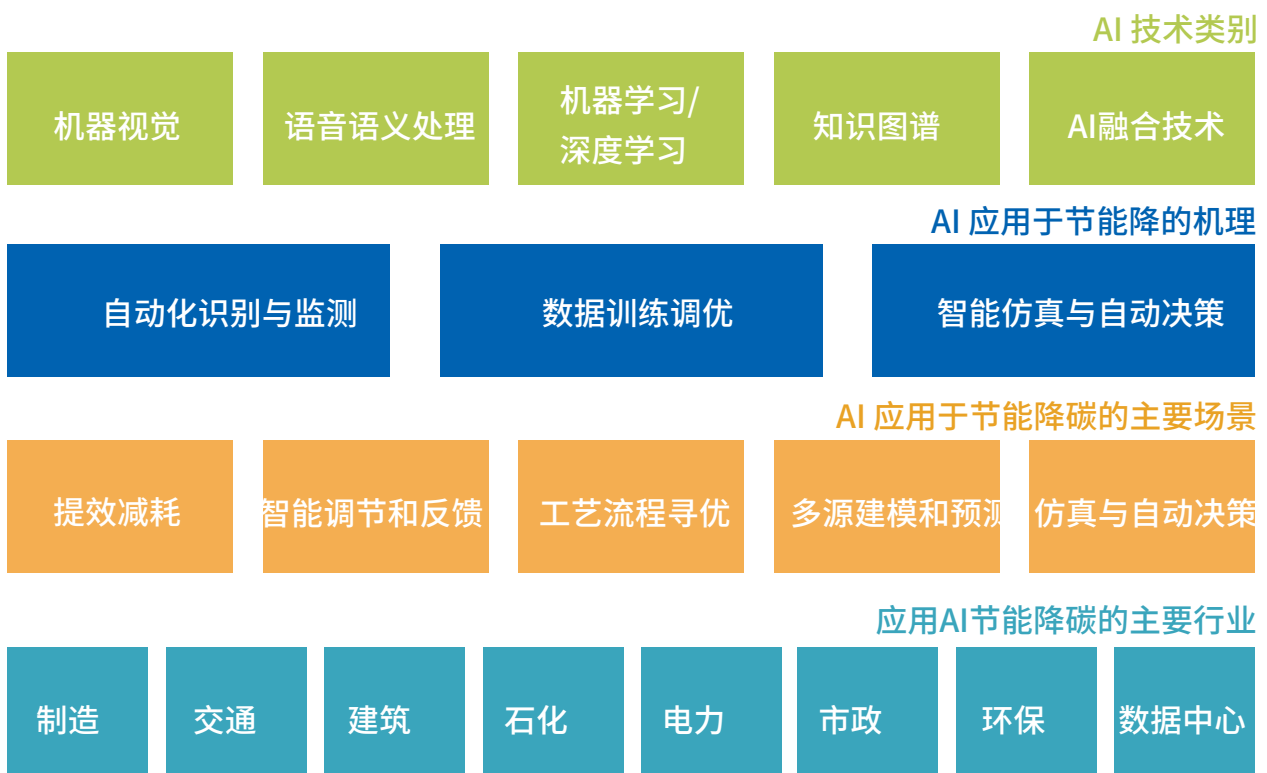 AI 技术类别
机器视觉
语音语义处理
机器学习/
深度学习
知识图谱
AI融合技术
AI 应用于节能降的机理
自动化识别与监测
数据训练调优
智能仿真与自动决策
AI 应用于节能降碳的主要场景
提效减耗
智能调节和反馈
工艺流程寻优
多源建模和预测
仿真与自动决策
应用AI节能降碳的主要行业
制造
交通
建筑
石化
电力
市政
环保
数据中心